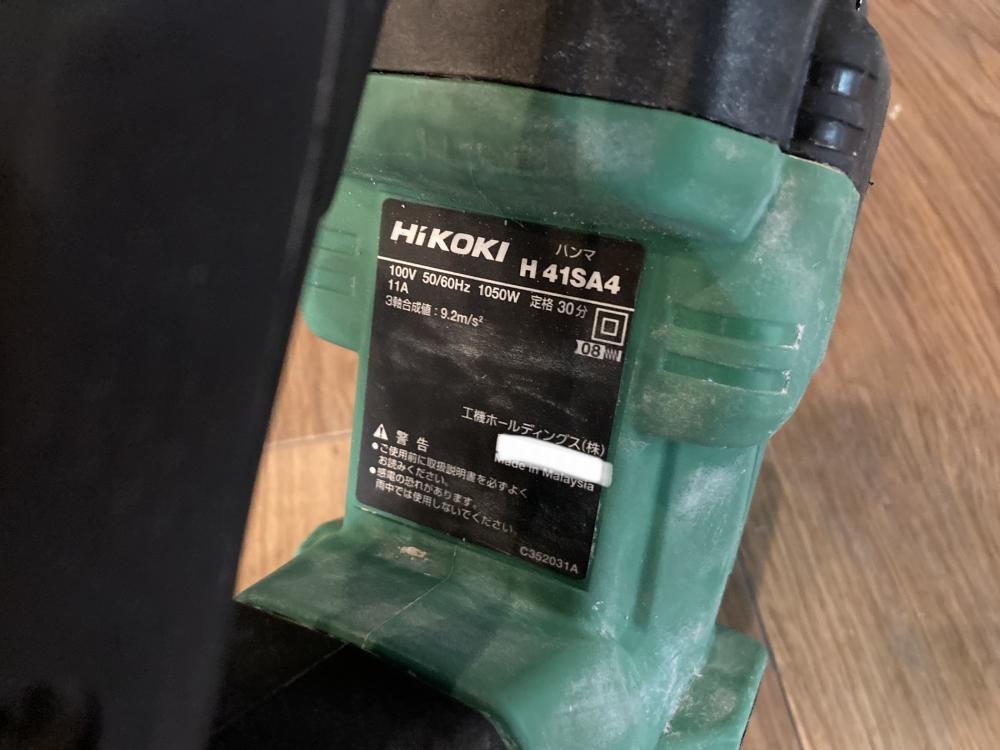 HiKOKI ハンマ H 41SA4
100V 50/60Hz 1050W 定格 30分
11A
3軸合成値 : 9.2m/s²
08
工機ホールディングス(株)
Made in Malaysia
警告
●ご使用前に取扱説明書を必ずよく
お読みください。
●感電の恐れがあります。
雨中では使用しないでください。
C352031A